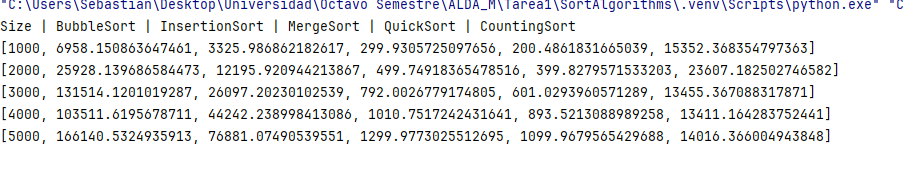 "C:\Users\Sebastian\Desktop\Universidad\Octavo Semestre\ALDA_M\Tarea1\SortAlgorithms\.venv\Scripts\python.exe" "C
Size | BubbleSort | InsertionSort | MergeSort | QuickSort | CountingSort
[1000, 6958.150863647461, 3325.986862182617, 299.9305725097656, 200.4861831665039, 15352.368354797363]
[2000, 25928.139686584473, 12195.920944213867, 499.74918365478516, 399.8279571533203, 23607.182502746582]
[3000, 131514.1201019287, 26097.20230102539, 792.0026779174805, 601.0293960571289, 13455.367088317871]
[4000, 103511.6195678711, 44242.238998413086, 1010.7517242431641, 893.5213088989258, 13411.164283752441]
[5000, 166140.5324935913, 76881.07490539551, 1299.9773025512695, 1099.9679565429688, 14016.366004943848]